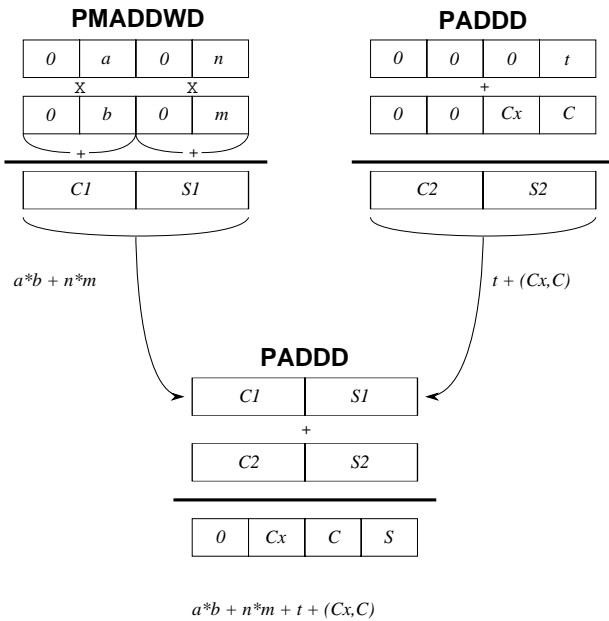 PMADDWD PADDD
0 a 0 n 0 0 0 t
X X +
0 b 0 m 0 0 Cx C
+ +
C1 S1 C2 S2
a*b + n*m t + (Cx,C)
PADDD
C1 S1
+
C2 S2
0 Cx C S
a*b + n*m + t + (Cx,C)